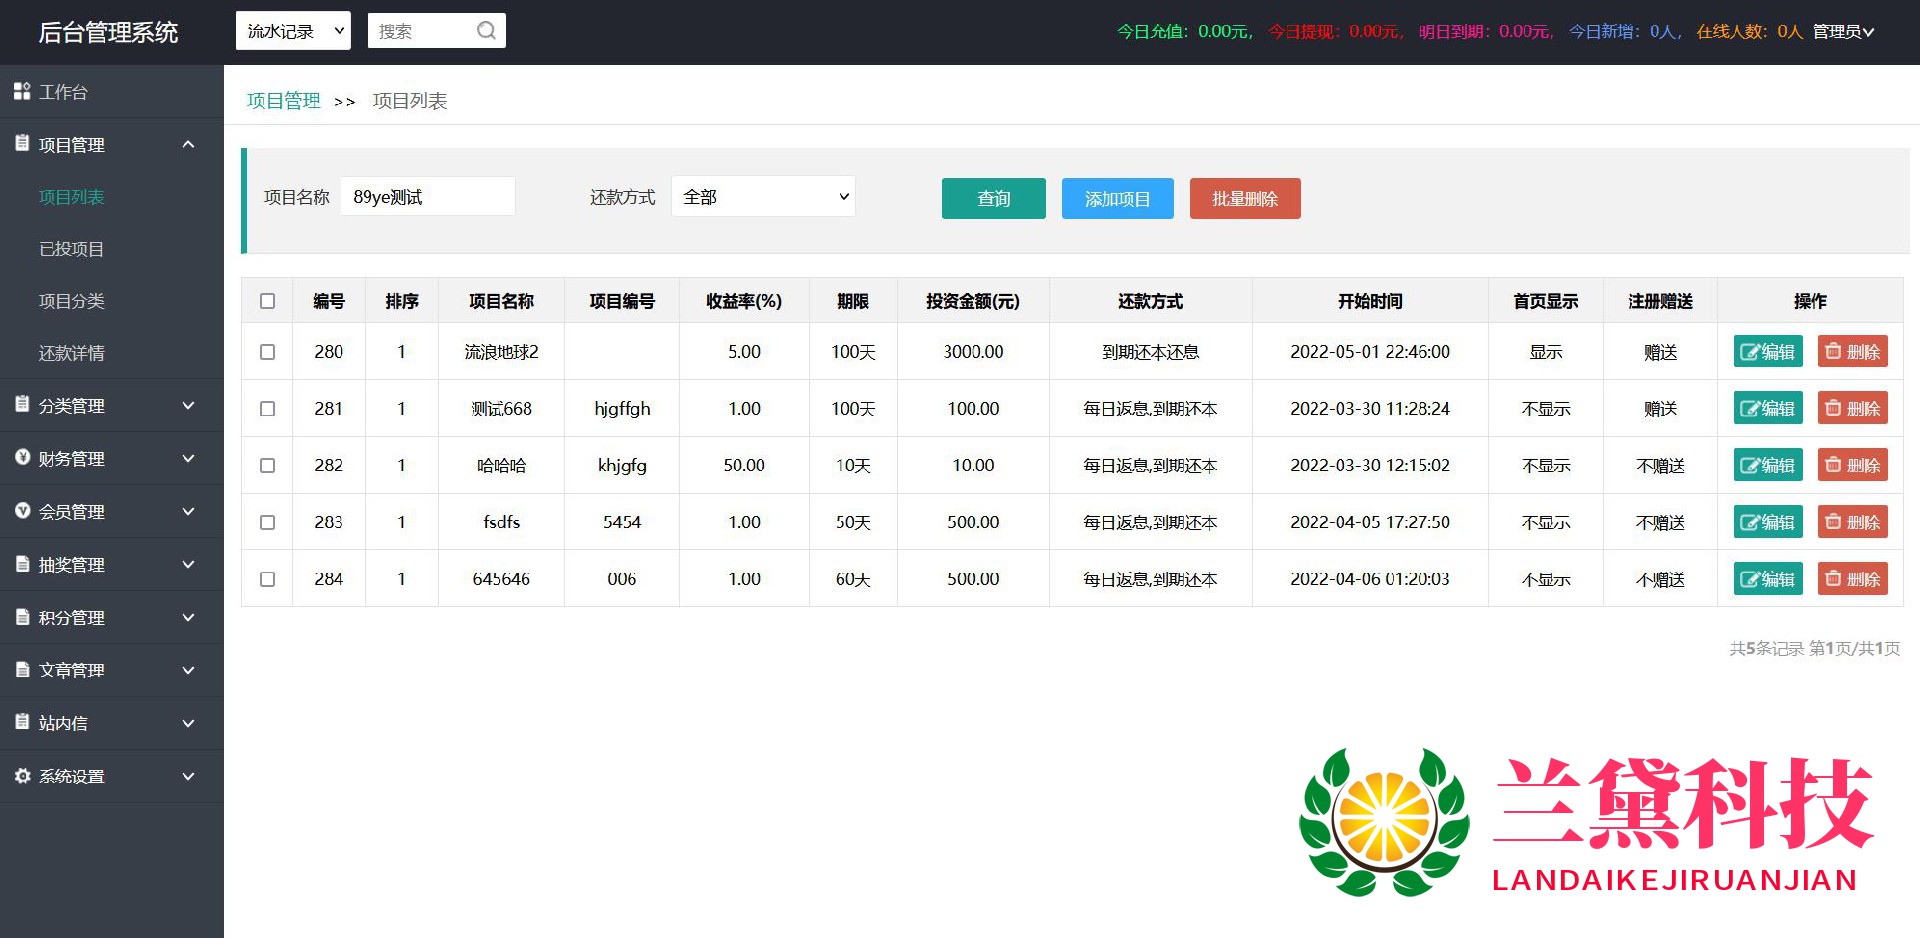 后台管理系统 流水记录 搜索 今日充值：0.00元， 今日提现：0.00元， 明日到期：0.00元， 今日新增：0人， 在线人数：0人 管理员
工作台
项目管理
项目列表
已投项目
项目分类
还款详情
分类管理
财务管理
会员管理
抽奖管理
积分管理
文章管理
站内信
系统设置
项目管理 >> 项目列表
项目名称 89ye测试 还款方式 全部 查询 添加项目 批量删除
编号 排序 项目名称 项目编号 收益率(%) 期限 投资金额(元) 还款方式 开始时间 首页显示 注册赠送 操作
280 1 流浪地球2 5.00 100天 3000.00 到期还本还息 2022-05-01 22:46:00 显示 赠送 编辑 删除
281 1 测试668 hjgffgh 1.00 100天 100.00 每日返息,到期还本 2022-03-30 11:28:24 不显示 赠送 编辑 删除
282 1 哈哈哈 khjgfg 50.00 10天 10.00 每日返息,到期还本 2022-03-30 12:15:02 不显示 不赠送 编辑 删除
283 1 fsdfs 5454 1.00 50天 500.00 每日返息,到期还本 2022-04-05 17:27:50 不显示 不赠送 编辑 删除
284 1 645646 006 1.00 60天 500.00 每日返息,到期还本 2022-04-06 01:20:03 不显示 不赠送 编辑 删除
共5条记录 第1页/共1页
兰黛科技
LANDAIKEJIRUANJIAN